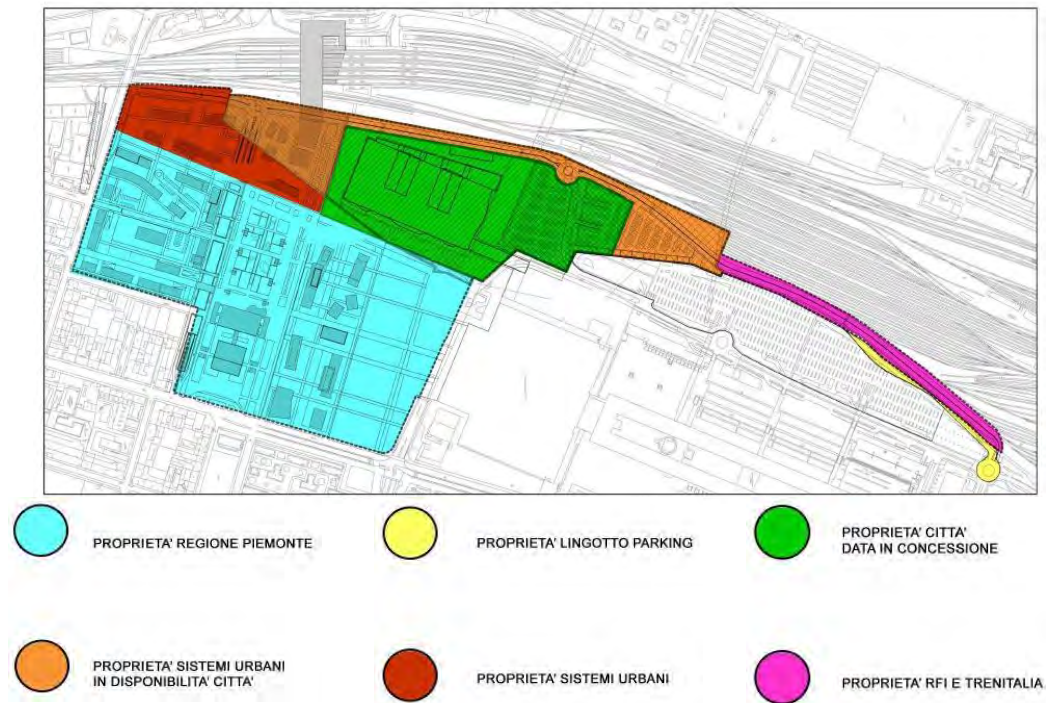 PROPRIETA' REGIONE PIEMONTE
PROPRIETA' LINGOTTO PARKING
PROPRIETA' CITTA'
DATA IN CONCESSIONE
PROPRIETA' SISTEMI URBANI
IN DISPONIBILITA' CITTA'
PROPRIETA' SISTEMI URBANI
PROPRIETA' RFI E TRENITALIA